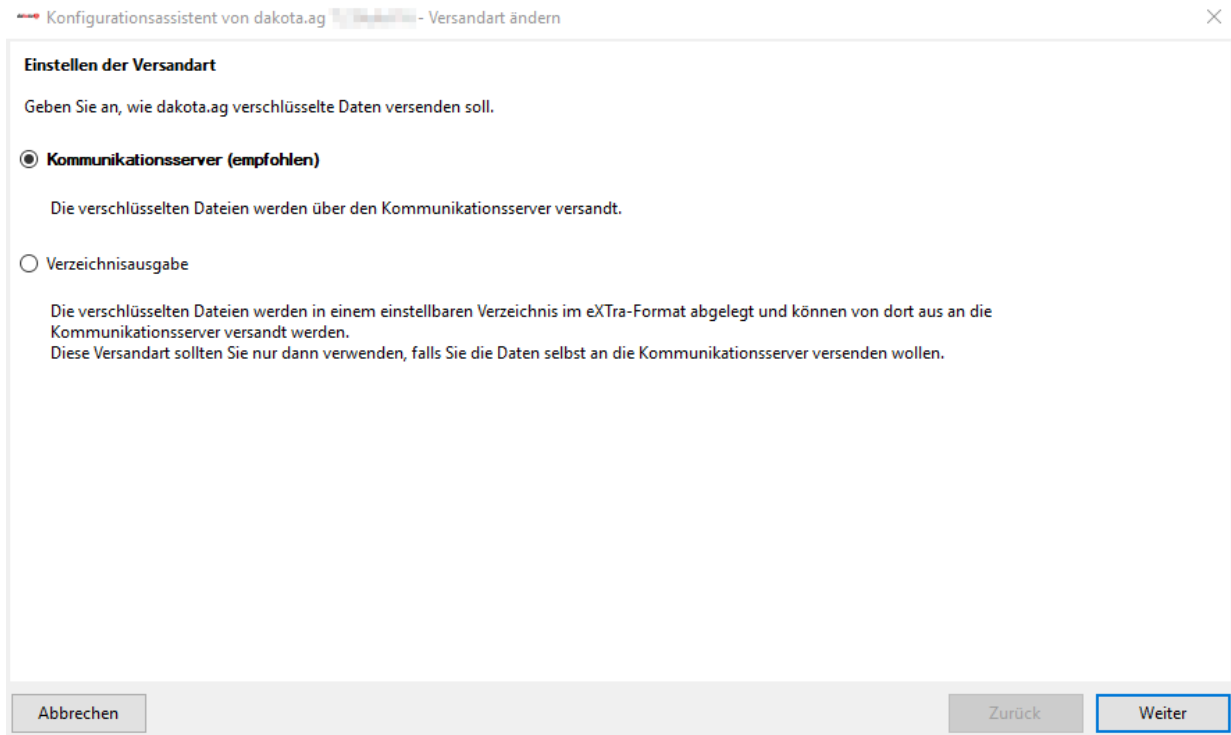 Konfigurationsassistent von dakota.ag - Versandart ändern
Einstellen der Versandart
Geben Sie an, wie dakota.ag verschlüsselte Daten versenden soll.
Kommunikationsserver (empfohlen)
Die verschlüsselten Dateien werden über den Kommunikationsserver versandt.
Verzeichnisausgabe
Die verschlüsselten Dateien werden in einem einstellbaren Verzeichnis im eXTra-Format abgelegt und können von dort aus an die
Kommunikationsserver versandt werden.
Diese Versandart sollten Sie nur dann verwenden, falls Sie die Daten selbst an die Kommunikationsserver versenden wollen.
Abbrechen
Zurück
Weiter